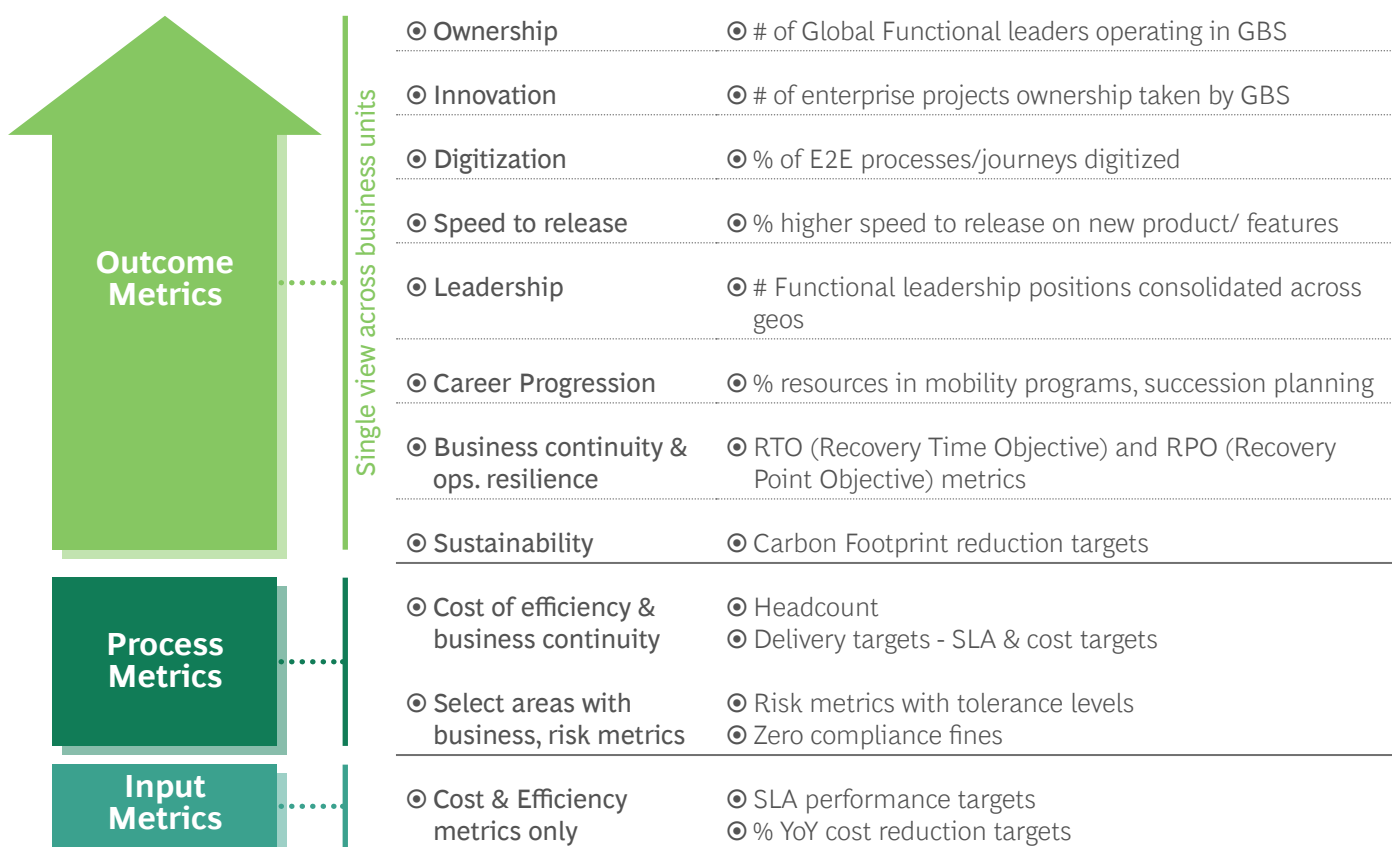 Outcome
Metrics
Single view across business units
Ownership
# of Global Functional leaders operating in GBS
Innovation
# of enterprise projects ownership taken by GBS
Digitization
% of E2E processes/journeys digitized
Speed to release
% higher speed to release on new product/ features
Leadership
# Functional leadership positions consolidated across
geos
Career Progression
% resources in mobility programs, succession planning
Business continuity &
ops. resilience
RTO (Recovery Time Objective) and RPO (Recovery
Point Objective) metrics
Sustainability
Carbon Footprint reduction targets
Process
Metrics
Cost of efficiency &
business continuity
Headcount
Delivery targets - SLA & cost targets
Select areas with
business, risk metrics
Risk metrics with tolerance levels
Zero compliance fines
Input
Metrics
Cost & Efficiency
metrics only
SLA performance targets
% YoY cost reduction targets